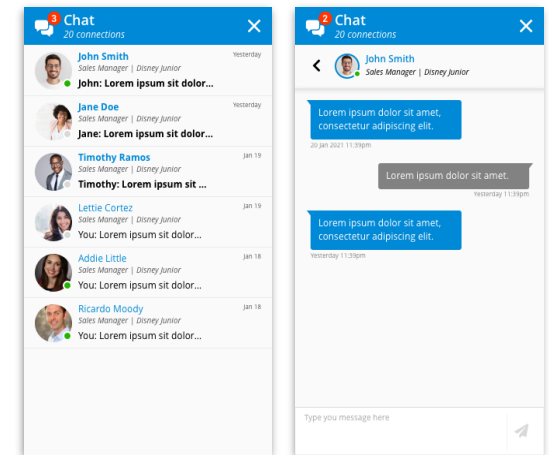 3
Chat
20 connections
John Smith
Yesterday
Sales Manager | Disney Junior
John: Lorem ipsum sit dolor...
Jane Doe
Yesterday
Sales Manager | Disney Junior
Jane: Lorem ipsum sit dolor...
Timothy Ramos
Jan 19
Sales Manager | Disney Junior
Timothy: Lorem ipsum sit ...
Lettie Cortez
Jan 19
Sales Manager | Disney Junior
You: Lorem ipsum sit dolor...
Addie Little
Jan 18
Sales Manager | Disney Junior
You: Lorem ipsum sit dolor...
Ricardo Moody
Jan 18
Sales Manager | Disney Junior
You: Lorem ipsum sit dolor...
2
Chat
20 connections
John Smith
Sales Manager | Disney Junior
Lorem ipsum dolor sit amet,
consectetur adipiscing elit.
20 Jan 2021 11:39pm
Lorem ipsum dolor sit amet.
Yesterday 11:39pm
Lorem ipsum dolor sit amet,
consectetur adipiscing elit.
Yesterday 11:39pm
Type you message here